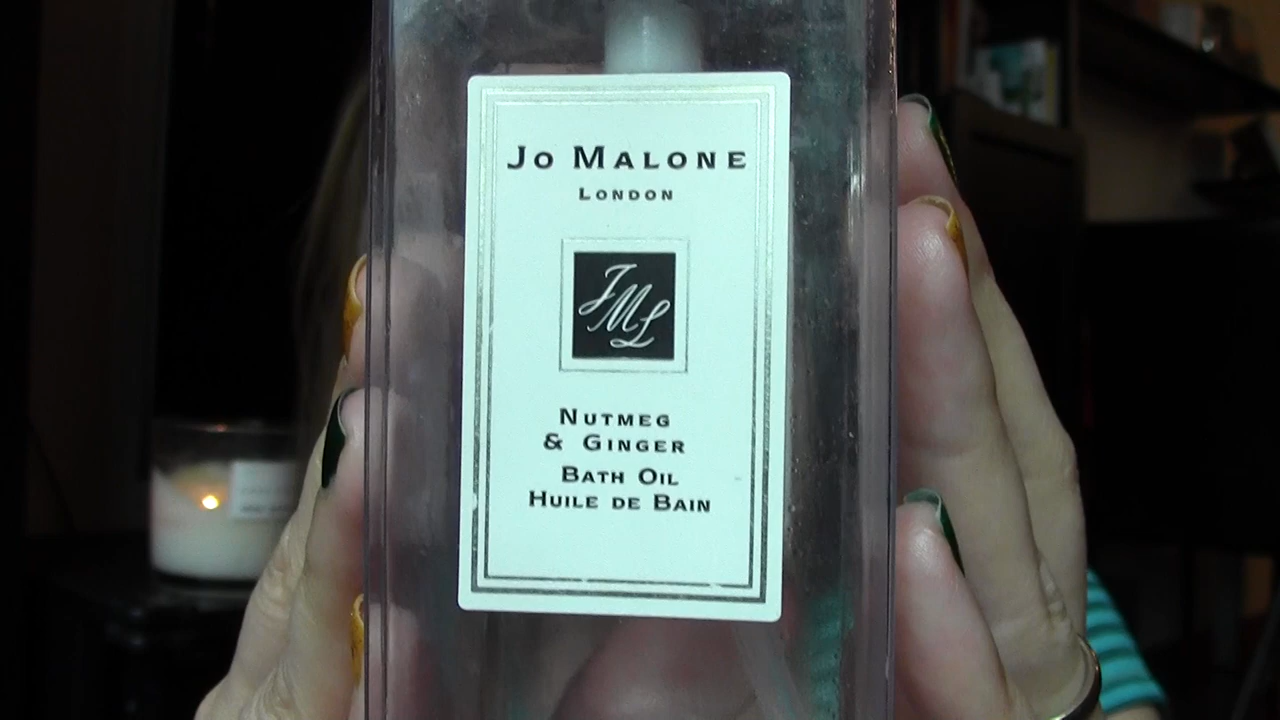 Jo Malone
London
JML
Nutmeg
& Ginger
Bath Oil
Huile de Bain